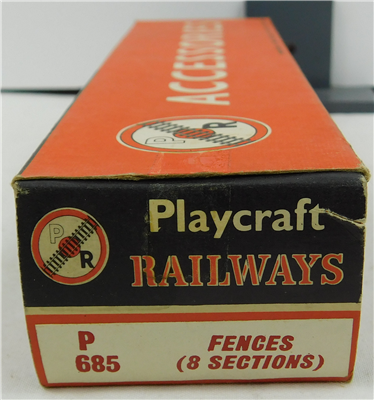 ACCESSORIES
P R
P R
Playcraft
RAILWAYS
P 685
FENCES
(8 SECTIONS)